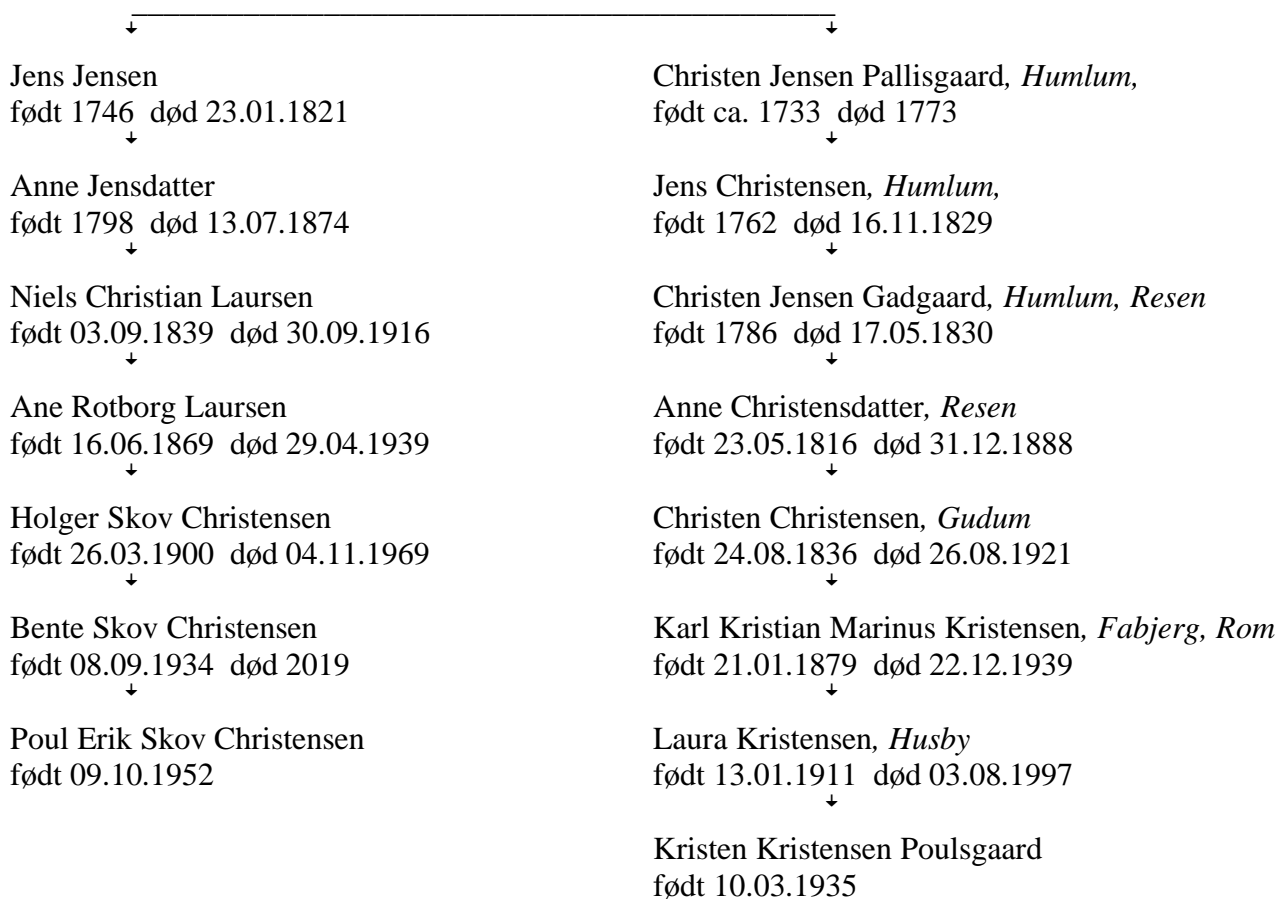 Jens Jensen
født 1746 død 23.01.1821
Anne Jensdatter
født 1798 død 13.07.1874
Niels Christian Laursen
født 03.09.1839 død 30.09.1916
Ane Rotborg Laursen
født 16.06.1869 død 29.04.1939
Holger Skov Christensen
født 26.03.1900 død 04.11.1969
Bente Skov Christensen
født 08.09.1934 død 2019
Poul Erik Skov Christensen
født 09.10.1952
Christen Jensen Pallisgaard, Humlum,
født ca. 1733 død 1773
Jens Christensen, Humlum,
født 1762 død 16.11.1829
Christen Jensen Gadgaard, Humlum, Resen
født 1786 død 17.05.1830
Anne Christensdatter, Resen
født 23.05.1816 død 31.12.1888
Christen Christensen, Gudum
født 24.08.1836 død 26.08.1921
Karl Kristian Marinus Kristensen, Fabjerg, Rom
født 21.01.1879 død 22.12.1939
Laura Kristensen, Husby
født 13.01.1911 død 03.08.1997
Kristen Kristensen Poulsgaard
født 10.03.1935